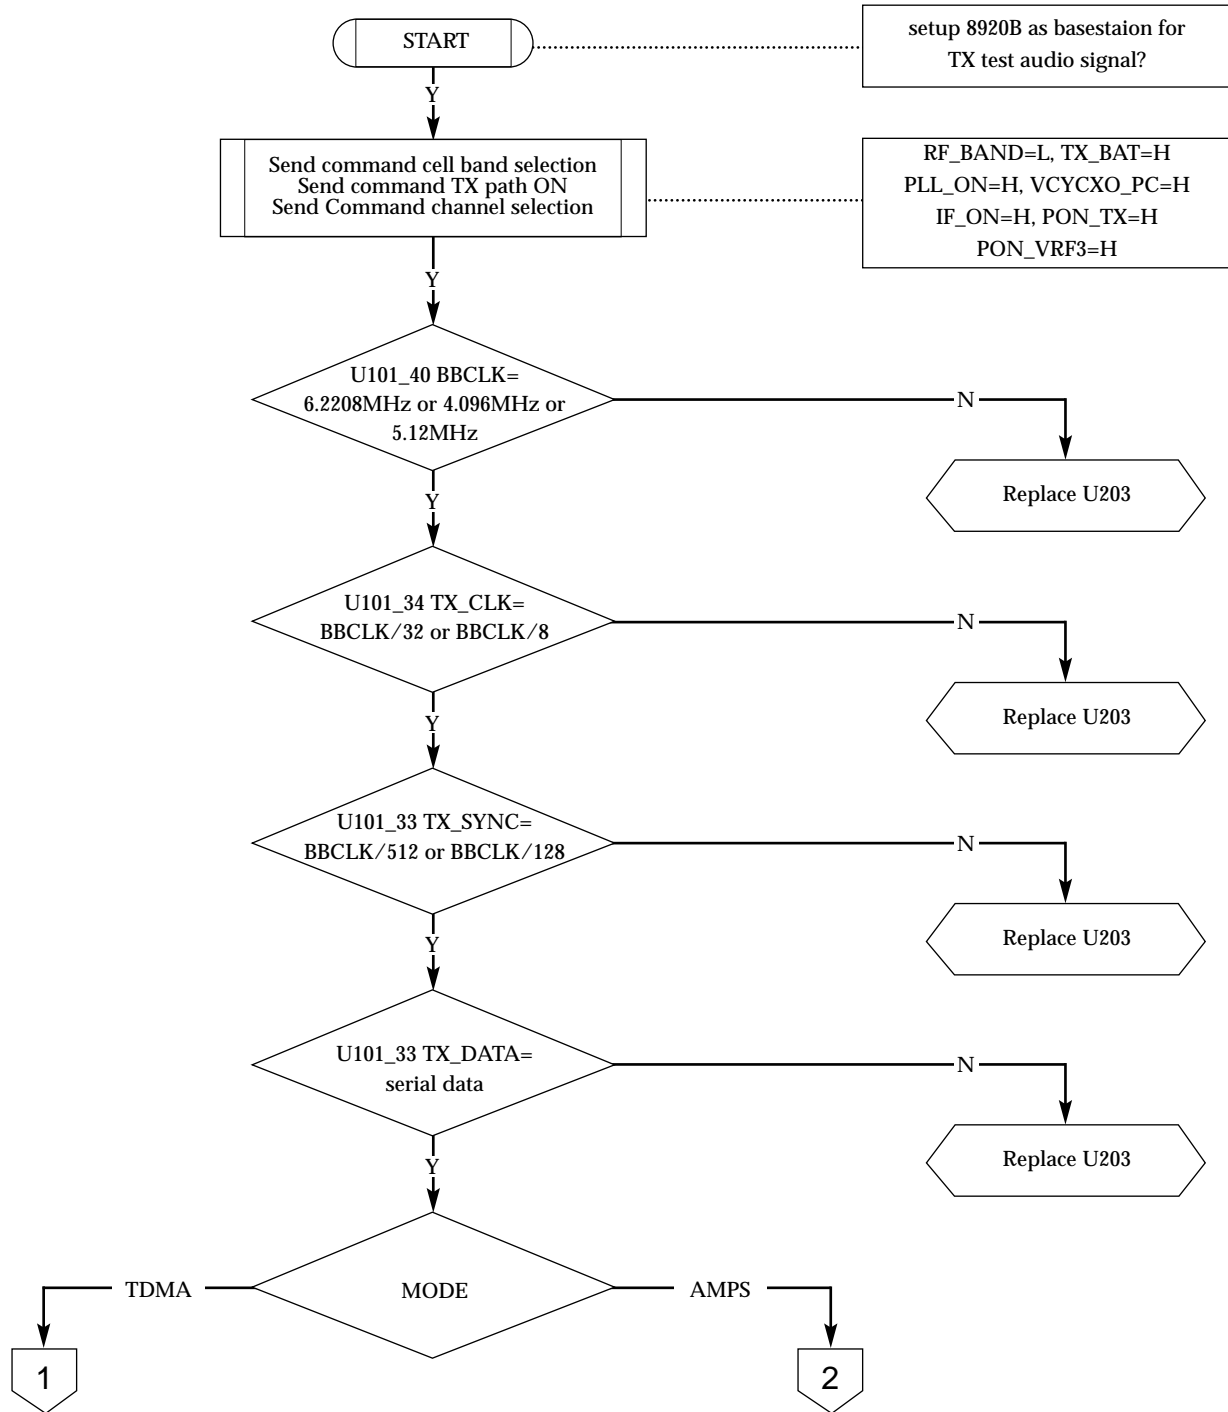 START
setup 8920B as basestaion for
TX test audio signal?
Y
Send command cell band selection
Send command TX path ON
Send Command channel selection
RF_BAND=L, TX_BAT=H
PLL_ON=H, VCYCXO_PC=H
IF_ON=H, PON_TX=H
PON_VRF3=H
Y
U101_40 BBCLK=
6.2208MHz or 4.096MHz or
5.12MHz
N
Replace U203
Y
U101_34 TX_CLK=
BBCLK/32 or BBCLK/8
N
Replace U203
Y
U101_33 TX_SYNC=
BBCLK/512 or BBCLK/128
N
Replace U203
Y
U101_33 TX_DATA=
serial data
N
Replace U203
Y
TDMA
MODE
AMPS
1
2